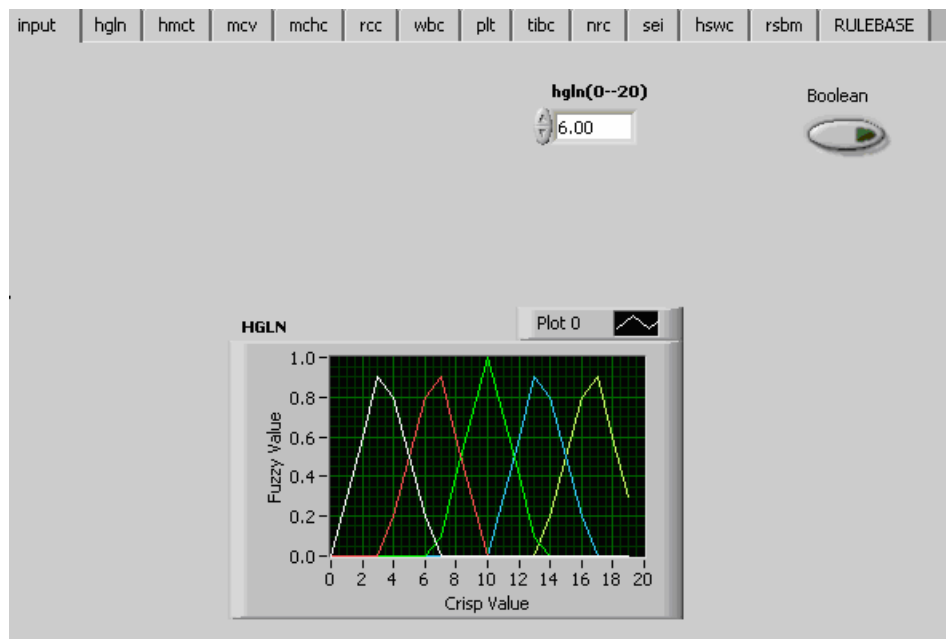 input hgln hmct mcv mchc rcc wbc plt tibc nrc sei hswc rsbm RULEBASE
hgln(0--20)
Boolean
6.00
HGLN
Plot 0
1.0
0.8
0.6
0.4
0.2
0.0
Fuzzy Value
0 2 4 6 8 10 12 14 16 18 20
Crisp Value